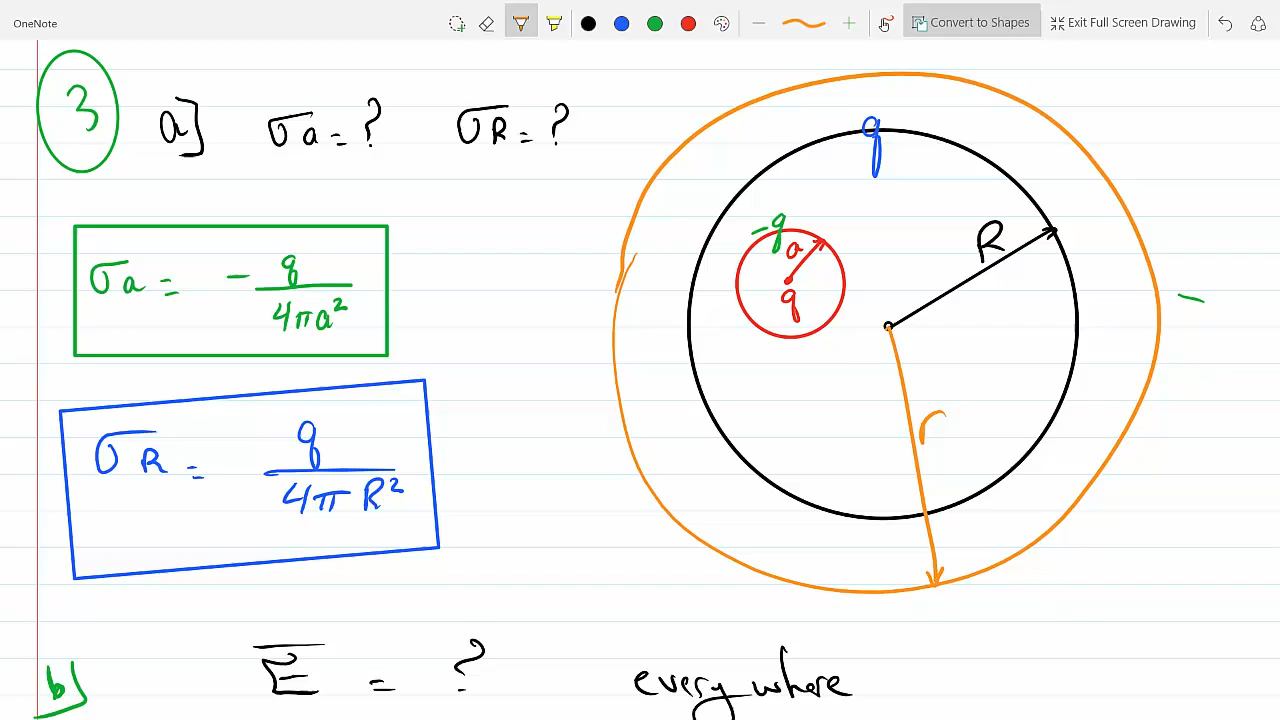 OneNote
Convert to Shapes
Exit Full Screen Drawing
3 a] σa = ? σR = ?
q
-q
a
q
R
σa = - q / 4πa²
r
σR = q / 4πR²
b) E = ? everywhere